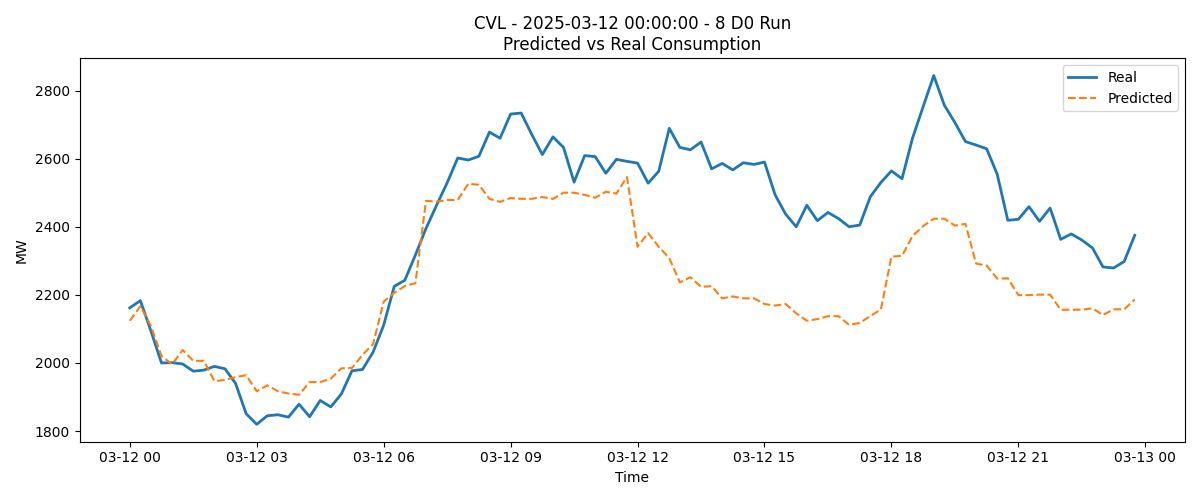 CVL - 2025-03-12 00:00:00 - 8 D0 Run
Predicted vs Real Consumption
Real
Predicted
MW
2800
2600
2400
2200
2000
1800
03-12 00
03-12 03
03-12 06
03-12 09
03-12 12
03-12 15
03-12 18
03-12 21
03-13 00
Time